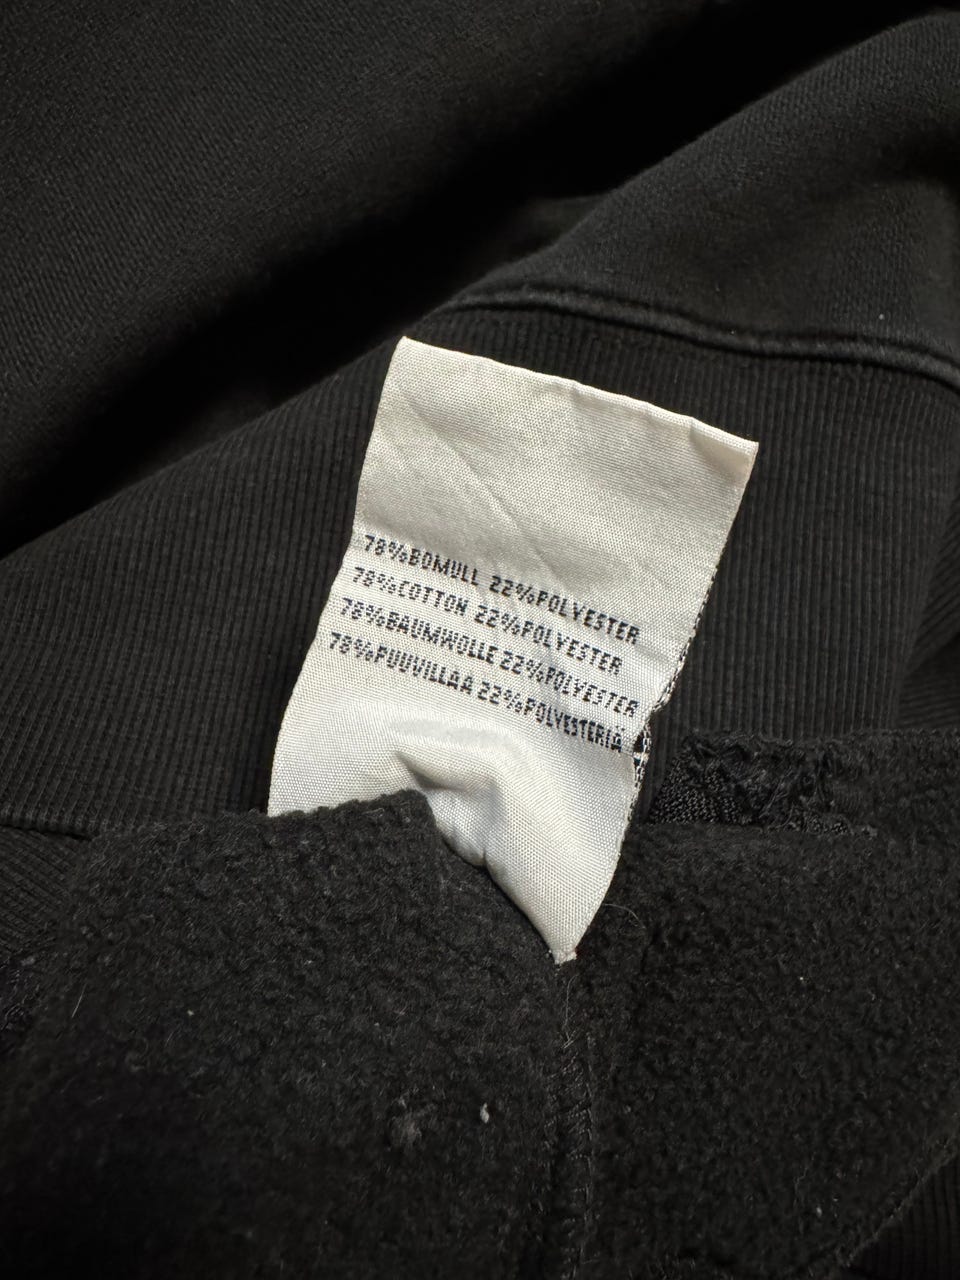 78%BOMULL 22%POLYESTER
78%COTTON 22%POLYESTER
78%BAUMWOLLE 22%POLYESTER
78%PUUVILLAA 22%POLYESTERIÄ